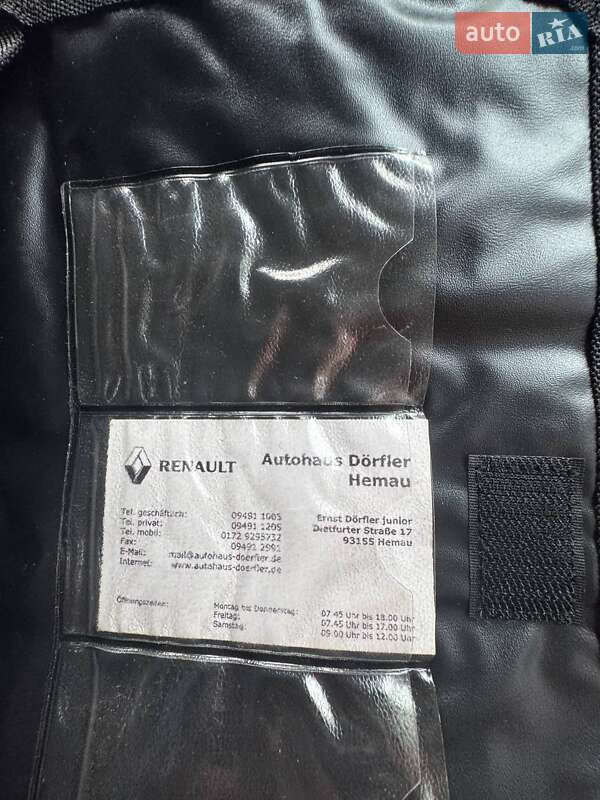 auto RIA.com
RENAULT
Autohaus Dörfler
Hemau
Tel. geschäftlich: 09491 1005
Tel. privat: 09491 1205
Tel. mobil: 0172 9295732
Fax: 09491 2591
E-Mail: mail@autohaus-doerfler.de
Internet: www.autohaus-doerfler.de
Ernst Dörfler junior
Dietfurter Straße 17
93155 Hemau
Öffnungszeiten: Montag bis Donnerstag: 07.45 Uhr bis 18.00 Uhr
Freitag: 07.45 Uhr bis 17.00 Uhr
Samstag: 09.00 Uhr bis 12.00 Uhr